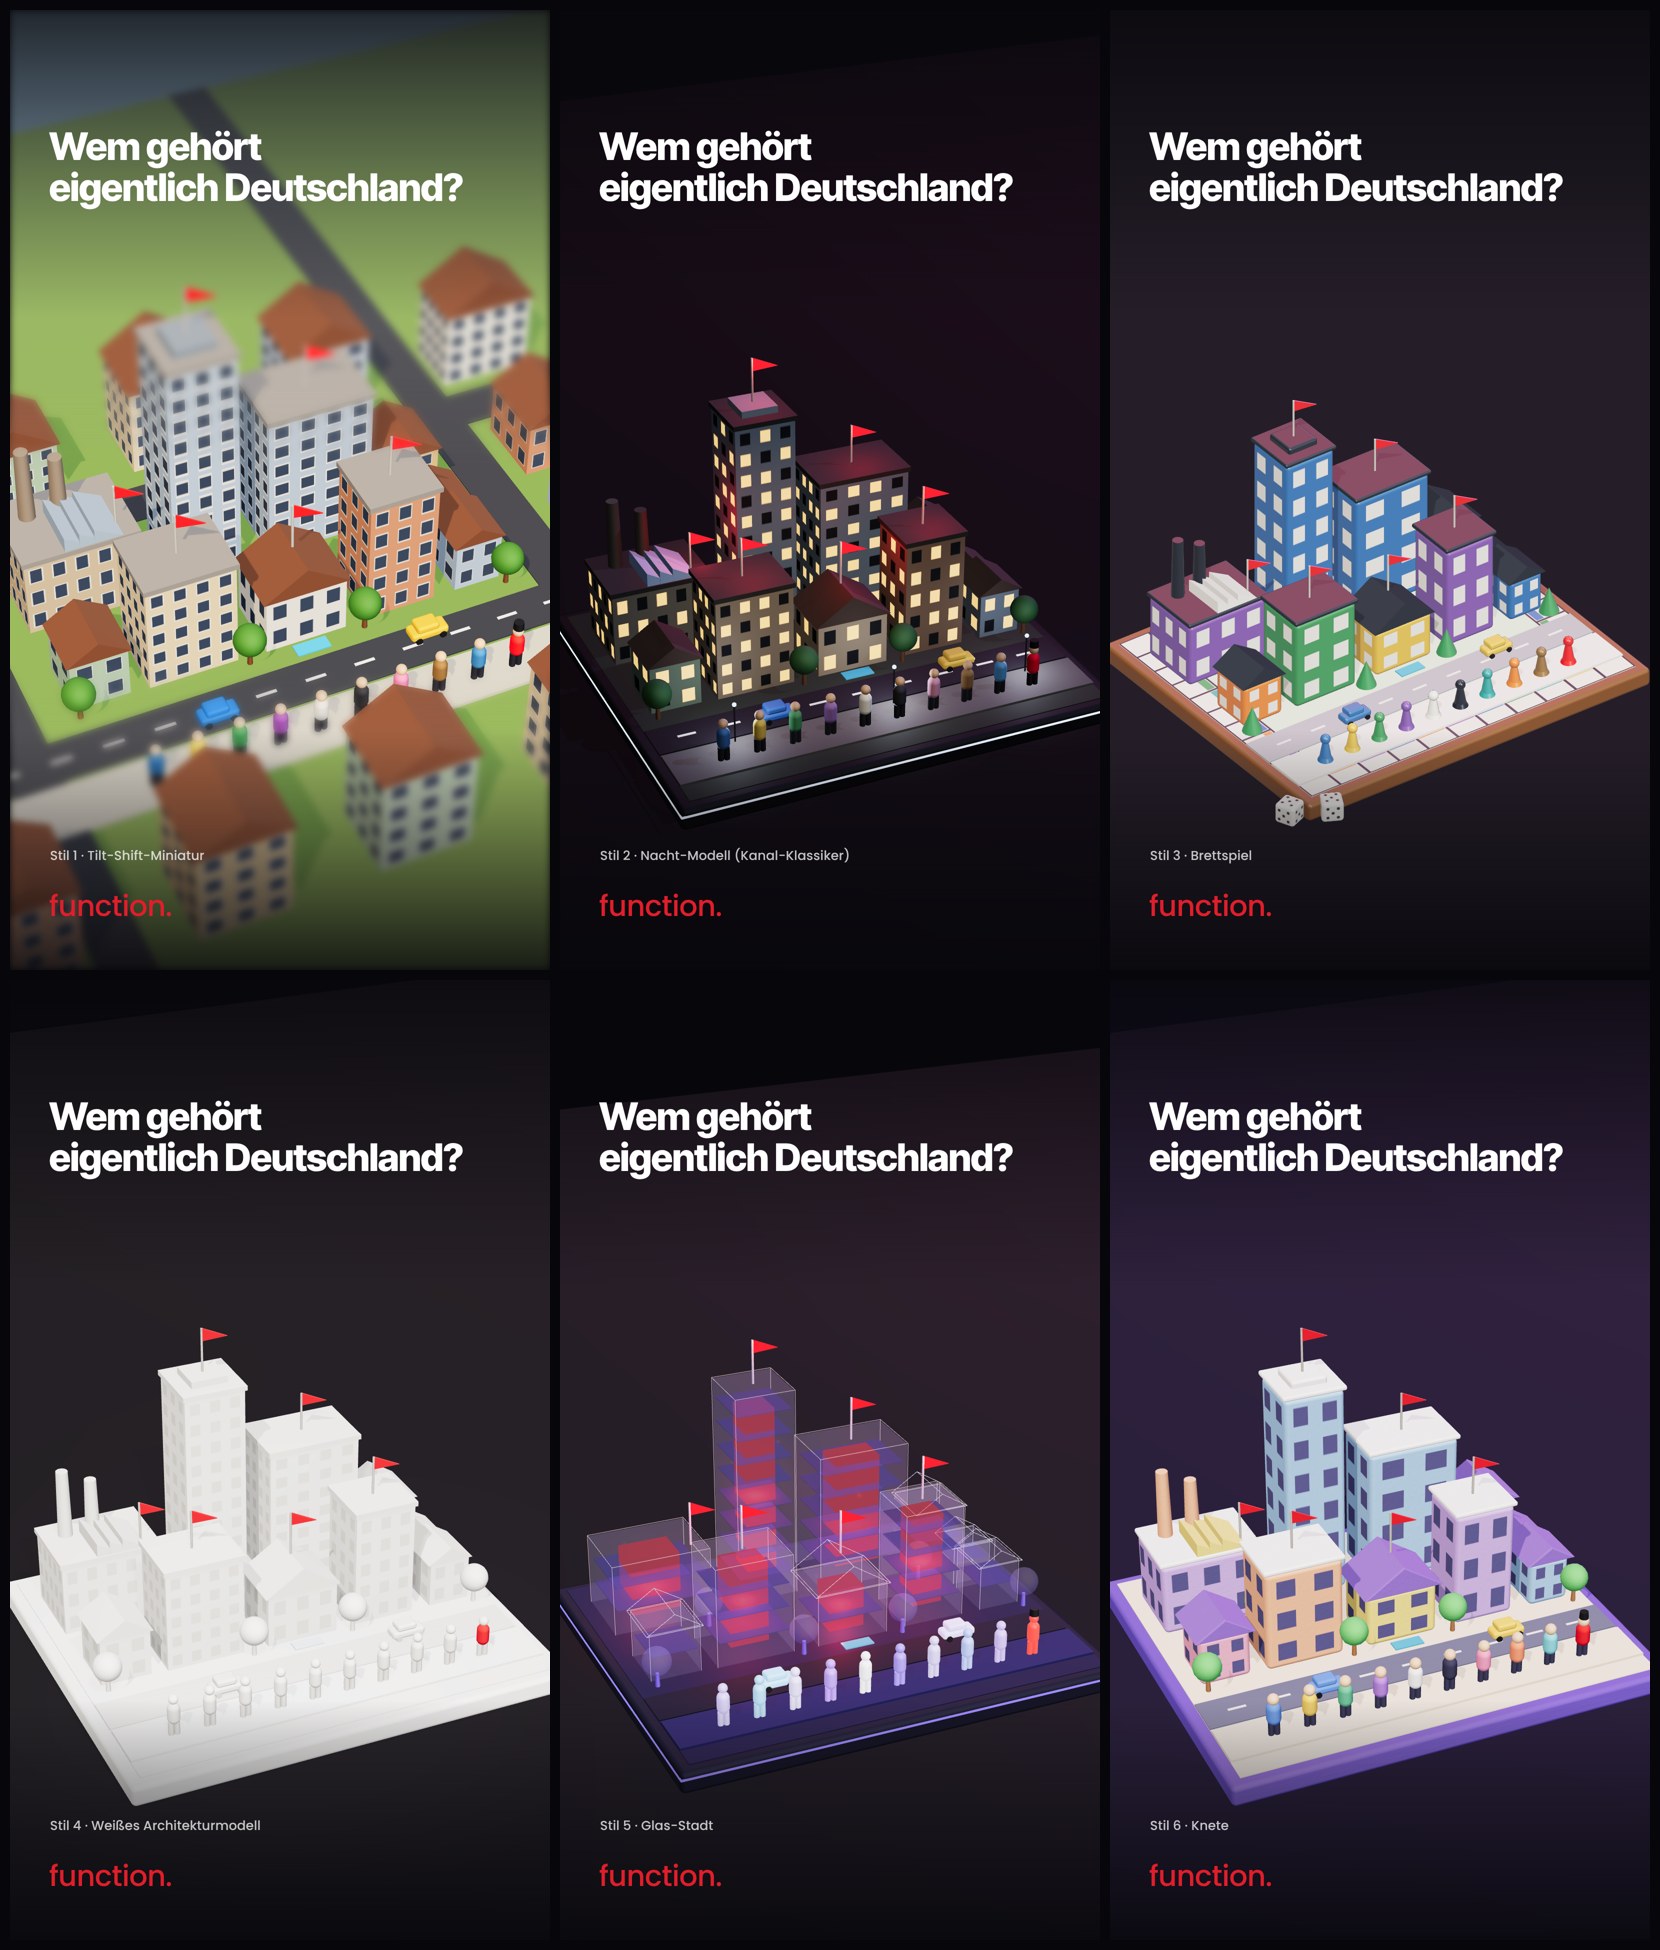 Wem gehört
eigentlich Deutschland?
Stil 1 · Tilt-Shift-Miniatur
function.
Wem gehört
eigentlich Deutschland?
Stil 2 · Nacht-Modell (Kanal-Klassiker)
function.
Wem gehört
eigentlich Deutschland?
Stil 3 · Brettspiel
function.
Wem gehört
eigentlich Deutschland?
Stil 4 · Weißes Architekturmodell
function.
Wem gehört
eigentlich Deutschland?
Stil 5 · Glas-Stadt
function.
Wem gehört
eigentlich Deutschland?
Stil 6 · Knete
function.